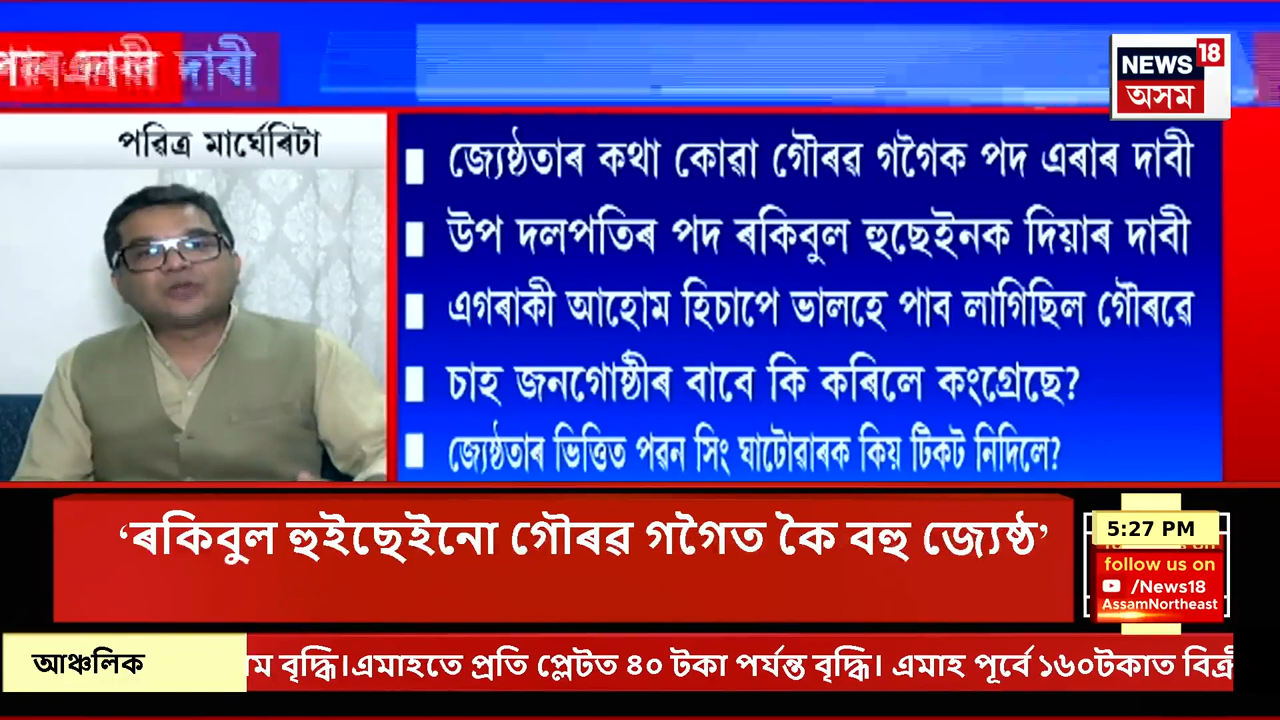 দাবী
NEWS 18
অসম
পৱিত্ৰ মাৰ্ঘেৰিটা
জ্যেষ্ঠতাৰ কথা কোৱা গৌৰৱ গগৈক পদ এৰাৰ দাবী
উপ দলপতিৰ পদ ৰকিবুল হুছেইনক দিয়াৰ দাবী
এগৰাকী আহোম হিচাপে ভালহে পাব লাগিছিল গৌৰৱে
চাহ জনগোষ্ঠীৰ বাবে কি কৰিলে কংগ্ৰেছে?
জ্যেষ্ঠতাৰ ভিত্তিত পৱন সিং ঘাটোৱাৰক কিয় টিকট নিদিলে?
‘ৰকিবুল হুইছেইনো গৌৰৱ গগৈত কৈ বহু জ্যেষ্ঠ’
5:27 PM
follow us on
/News18
AssamNortheast
আঞ্চলিক
ম বৃদ্ধি।এমাহতে প্ৰতি প্লেটত ৪০ টকা পৰ্যন্ত বৃদ্ধি। এমাহ পূৰ্বে ১৬০টকাত বিক্ৰী